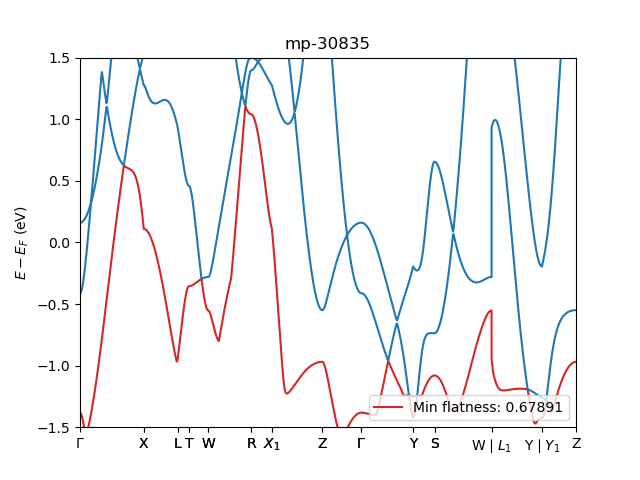 mp-30835
1.5
1.0
0.5
0.0
−0.5
−1.0
−1.5
E − E_F (eV)
Min flatness: 0.67891
Γ X L T W R X₁ Z Γ Y S W | L₁ Y | Y₁ Z